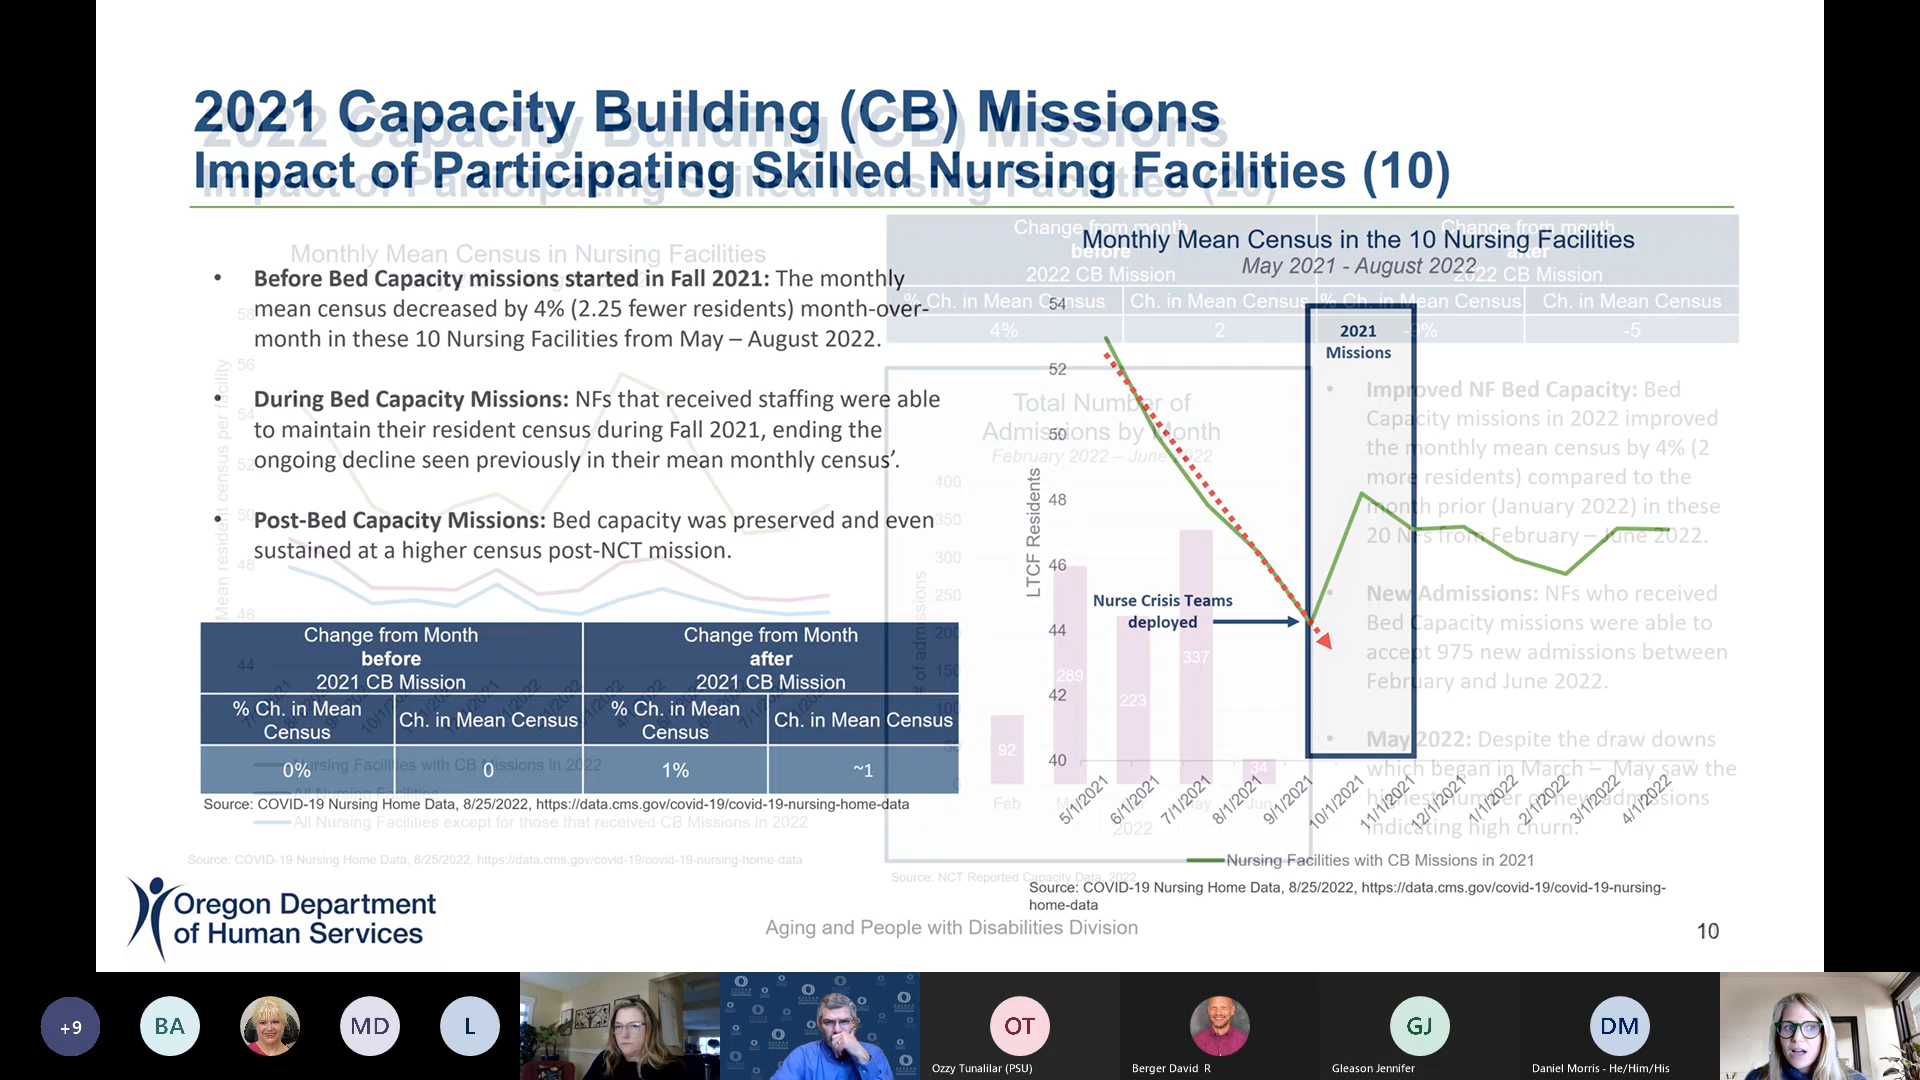 2021 Capacity Building (CB) Missions
Impact of Participating Skilled Nursing Facilities (10)
2022 Capacity Building (CB) Missions
Impact of Participating Skilled Nursing Facilities (20)
• Before Bed Capacity missions started in Fall 2021: The monthly
mean census decreased by 4% (2.25 fewer residents) month-over-
month in these 10 Nursing Facilities from May – August 2022.
• During Bed Capacity Missions: NFs that received staffing were able
to maintain their resident census during Fall 2021, ending the
ongoing decline seen previously in their mean monthly census’.
• Post-Bed Capacity Missions: Bed capacity was preserved and even
sustained at a higher census post-NCT mission.
Change from Month
before
2021 CB Mission
Change from Month
after
2021 CB Mission
% Ch. in Mean
Census
Ch. in Mean Census
% Ch. in Mean
Census
Ch. in Mean Census
0%
0
1%
~1
Source: COVID-19 Nursing Home Data, 8/25/2022, https://data.cms.gov/covid-19/covid-19-nursing-home-data
Monthly Mean Census in the 10 Nursing Facilities
May 2021 - August 2022
LTCF Residents
54
52
50
48
46
44
42
40
2021
Missions
Nurse Crisis Teams
deployed
5/1/2021
6/1/2021
7/1/2021
8/1/2021
9/1/2021
10/1/2021
11/1/2021
12/1/2021
1/1/2022
2/1/2022
3/1/2022
4/1/2022
Nursing Facilities with CB Missions in 2021
Source: COVID-19 Nursing Home Data, 8/25/2022, https://data.cms.gov/covid-19/covid-19-nursing-
home-data
Monthly Mean Census in Nursing Facilities
Mean resident census per facility
58
56
54
52
50
48
46
44
Nursing Facilities with CB Missions in 2022
All Nursing Facilities
All Nursing Facilities except for those that received CB Missions in 2022
Source: COVID-19 Nursing Home Data, 8/25/2022, https://data.cms.gov/covid-19/covid-19-nursing-home-data
Change from month
before
2022 CB Mission
Change from month
after
2022 CB Mission
% Ch. in Mean Census
Ch. in Mean Census
% Ch. in Mean Census
Ch. in Mean Census
4%
2
-9%
-5
Total Number of
Admissions by Month
February 2022 – June 2022
# of admissions
400
350
300
250
200
150
100
92
289
223
337
34
Feb
May
2022
Source: NCT Reported Capacity Data, 2022
• Improved NF Bed Capacity: Bed
Capacity missions in 2022 improved
the monthly mean census by 4% (2
more residents) compared to the
month prior (January 2022) in these
20 NFs from February – June 2022.
• New Admissions: NFs who received
Bed Capacity missions were able to
accept 975 new admissions between
February and June 2022.
• May 2022: Despite the draw downs
which began in March – May saw the
highest number of new admissions
indicating high churn.
Oregon Department
of Human Services
Aging and People with Disabilities Division
10
+9
BA
MD
L
OT
Ozzy Tunalilar (PSU)
Berger David R
GJ
Gleason Jennifer
DM
Daniel Morris - He/Him/His